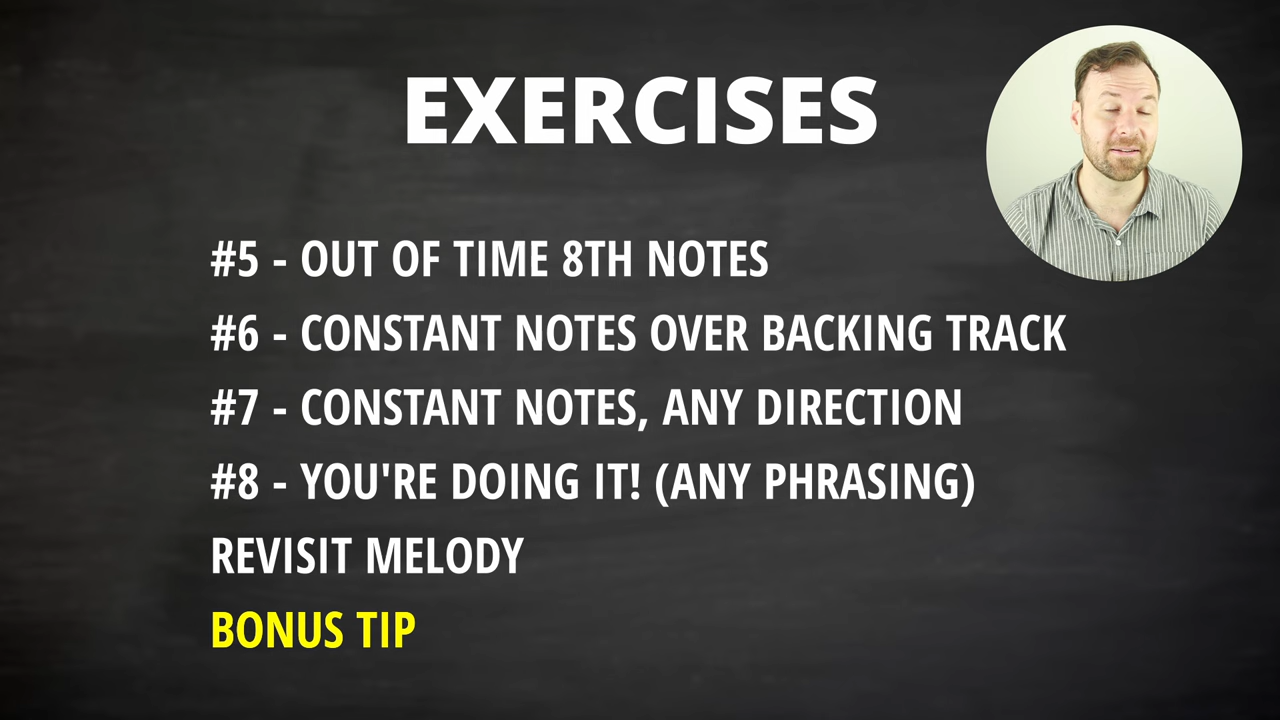 EXERCISES
#5 - OUT OF TIME 8TH NOTES
#6 - CONSTANT NOTES OVER BACKING TRACK
#7 - CONSTANT NOTES, ANY DIRECTION
#8 - YOU'RE DOING IT! (ANY PHRASING)
REVISIT MELODY
BONUS TIP